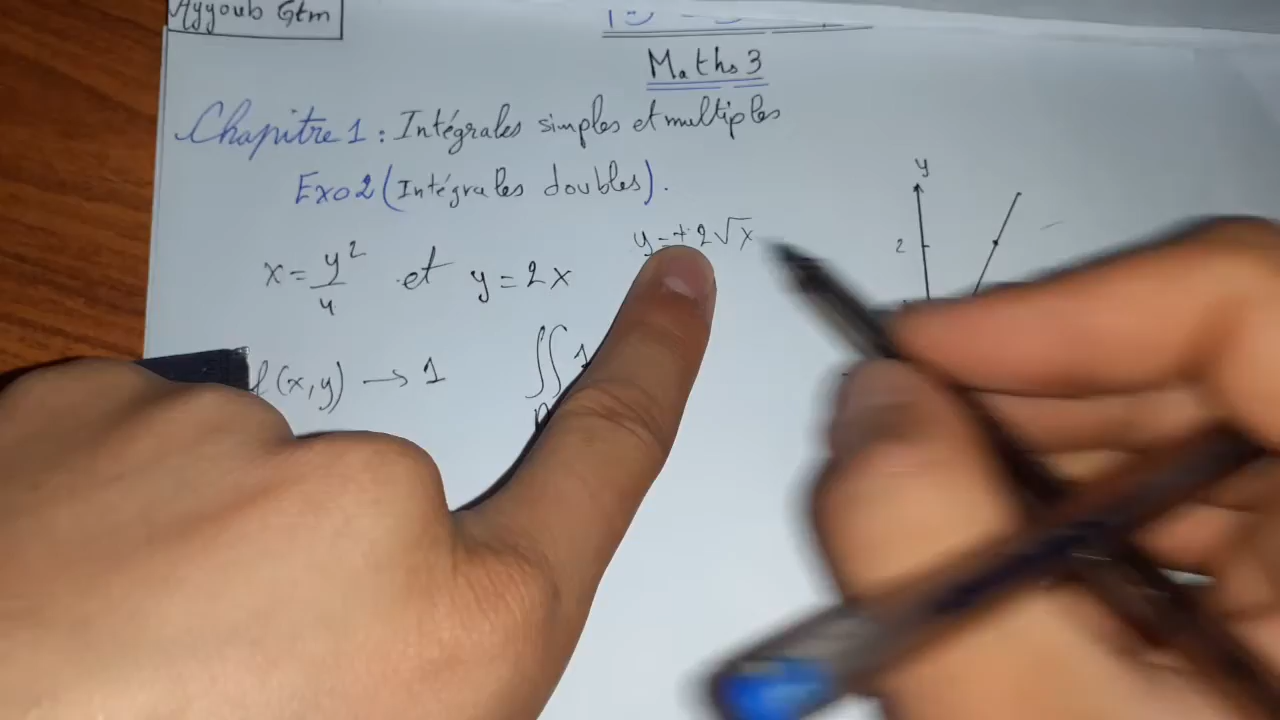 Ayyoub Gtm
Maths 3
Chapitre 1 : Intégrales simples et multiples
Exo 2 (Intégrales doubles).
x = y²/4 et y = 2x
y = + 2√x
f(x,y) → 1
∬ 1
D
y
2